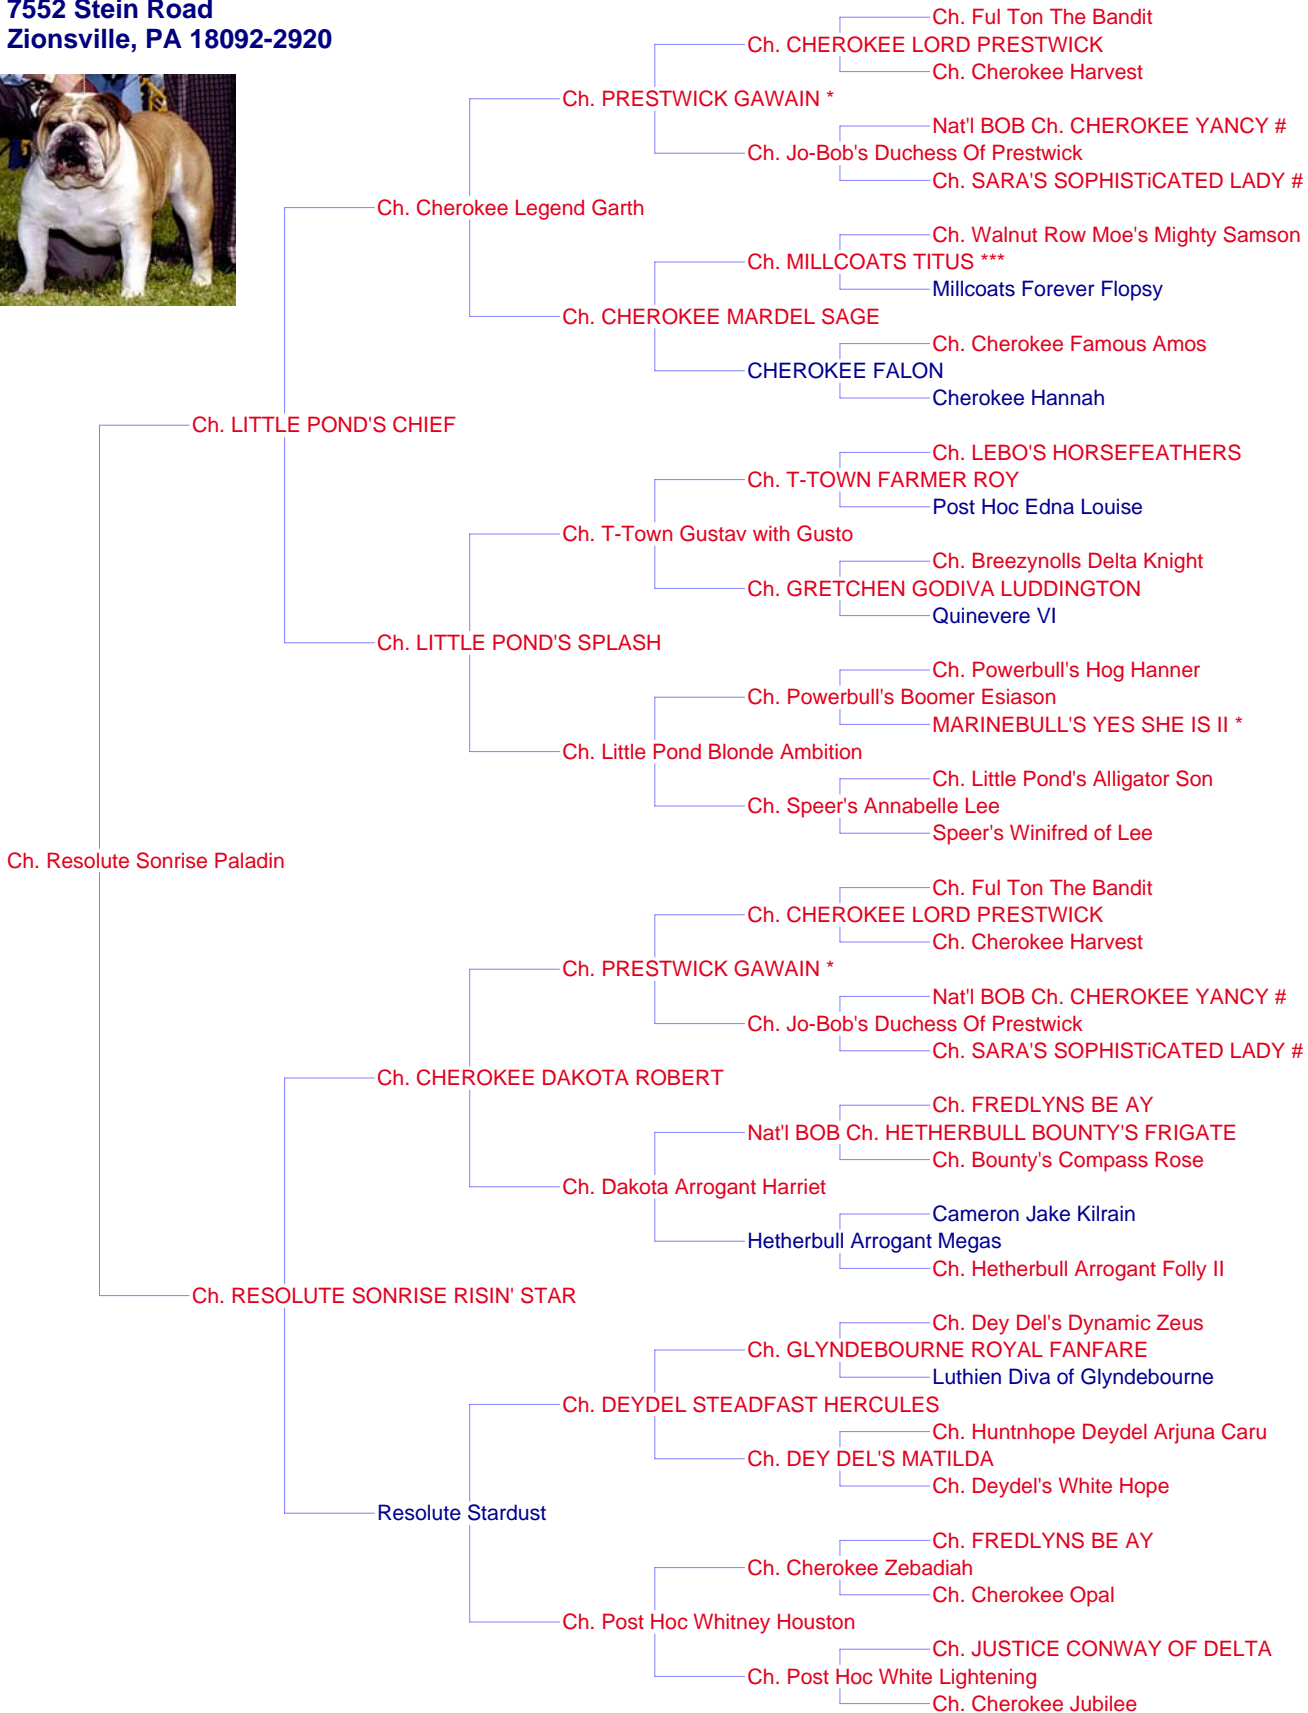 7552 Stein Road
Zionsville, PA 18092-2920
Ch. Ful Ton The Bandit
Ch. CHEROKEE LORD PRESTWICK
Ch. Cherokee Harvest
Ch. PRESTWICK GAWAIN *
Nat'l BOB Ch. CHEROKEE YANCY #
Ch. Jo-Bob's Duchess Of Prestwick
Ch. SARA'S SOPHISTiCATED LADY #
Ch. Cherokee Legend Garth
Ch. Walnut Row Moe's Mighty Samson
Ch. MILLCOATS TITUS ***
Millcoats Forever Flopsy
Ch. CHEROKEE MARDEL SAGE
Ch. Cherokee Famous Amos
CHEROKEE FALON
Cherokee Hannah
Ch. LITTLE POND'S CHIEF
Ch. LEBO'S HORSEFEATHERS
Ch. T-TOWN FARMER ROY
Post Hoc Edna Louise
Ch. T-Town Gustav with Gusto
Ch. Breezynolls Delta Knight
Ch. GRETCHEN GODIVA LUDDINGTON
Quinevere VI
Ch. LITTLE POND'S SPLASH
Ch. Powerbull's Hog Hanner
Ch. Powerbull's Boomer Esiason
MARINEBULL'S YES SHE IS II *
Ch. Little Pond Blonde Ambition
Ch. Little Pond's Alligator Son
Ch. Speer's Annabelle Lee
Speer's Winifred of Lee
Ch. Resolute Sonrise Paladin
Ch. Ful Ton The Bandit
Ch. CHEROKEE LORD PRESTWICK
Ch. Cherokee Harvest
Ch. PRESTWICK GAWAIN *
Nat'l BOB Ch. CHEROKEE YANCY #
Ch. Jo-Bob's Duchess Of Prestwick
Ch. SARA'S SOPHISTiCATED LADY #
Ch. CHEROKEE DAKOTA ROBERT
Ch. FREDLYNS BE AY
Nat'l BOB Ch. HETHERBULL BOUNTY'S FRIGATE
Ch. Bounty's Compass Rose
Ch. Dakota Arrogant Harriet
Cameron Jake Kilrain
Hetherbull Arrogant Megas
Ch. Hetherbull Arrogant Folly II
Ch. RESOLUTE SONRISE RISIN' STAR
Ch. Dey Del's Dynamic Zeus
Ch. GLYNDEBOURNE ROYAL FANFARE
Luthien Diva of Glyndebourne
Ch. DEYDEL STEADFAST HERCULES
Ch. Huntnhope Deydel Arjuna Caru
Ch. DEY DEL'S MATILDA
Ch. Deydel's White Hope
Resolute Stardust
Ch. FREDLYNS BE AY
Ch. Cherokee Zebadiah
Ch. Cherokee Opal
Ch. Post Hoc Whitney Houston
Ch. JUSTICE CONWAY OF DELTA
Ch. Post Hoc White Lightening
Ch. Cherokee Jubilee